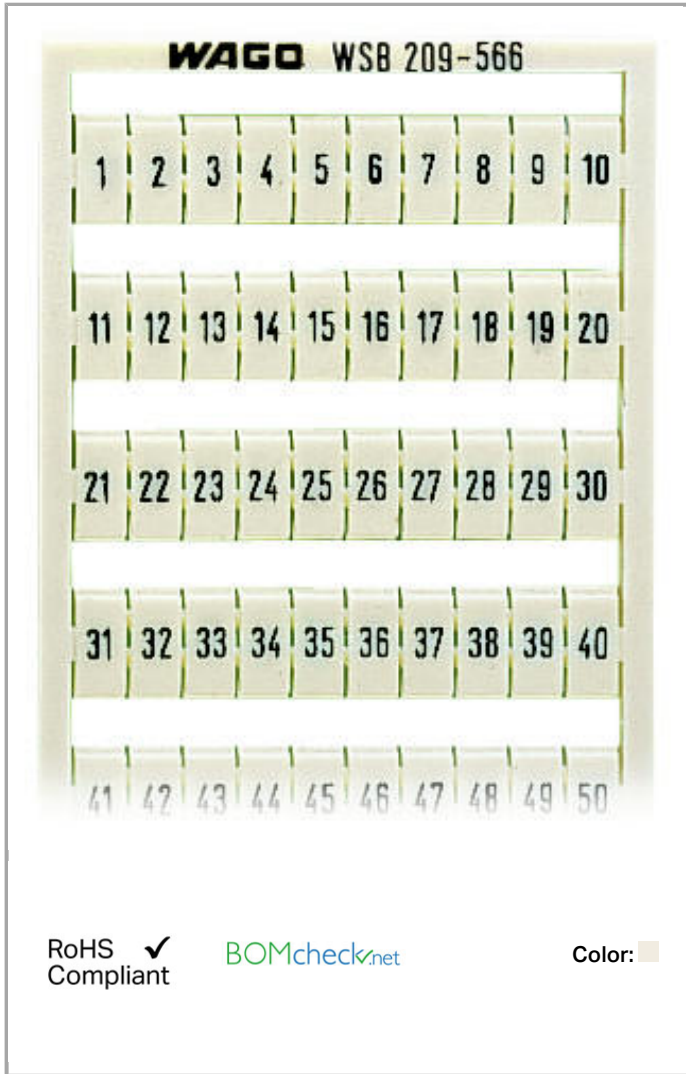 WAGO WSB 209-566
1 2 3 4 5 6 7 8 9 10
11 12 13 14 15 16 17 18 19 20
21 22 23 24 25 26 27 28 29 30
31 32 33 34 35 36 37 38 39 40
41 42 43 44 45 46 47 48 49 50
RoHS ✓
Compliant
BOMcheck.net
Color: